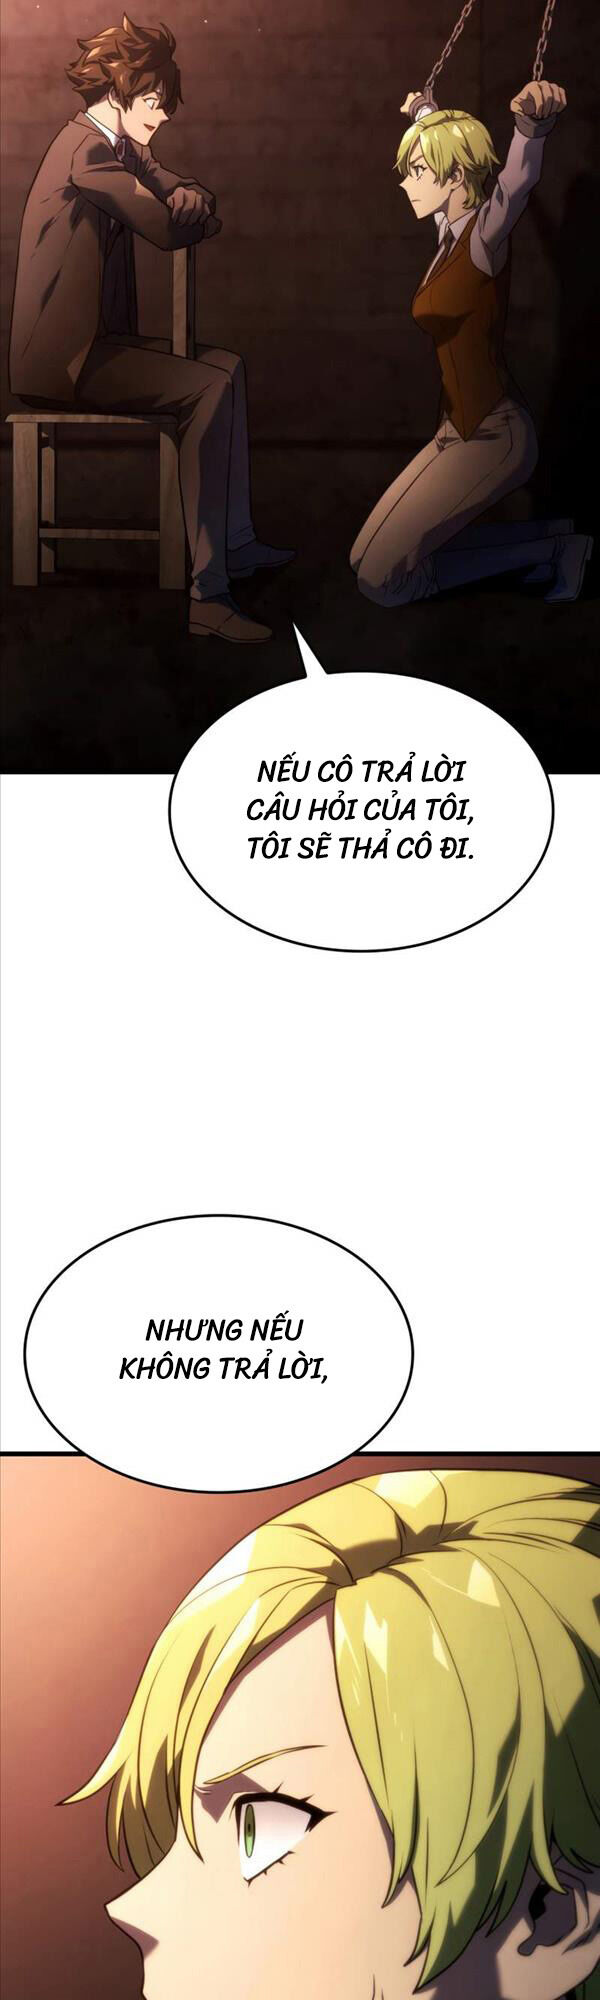 NẾU CÔ TRẢ LỜI
CÂU HỎI CỦA TÔI,
TÔI SẼ THẢ CÔ ĐI.
NHƯNG NẾU
KHÔNG TRẢ LỜI,